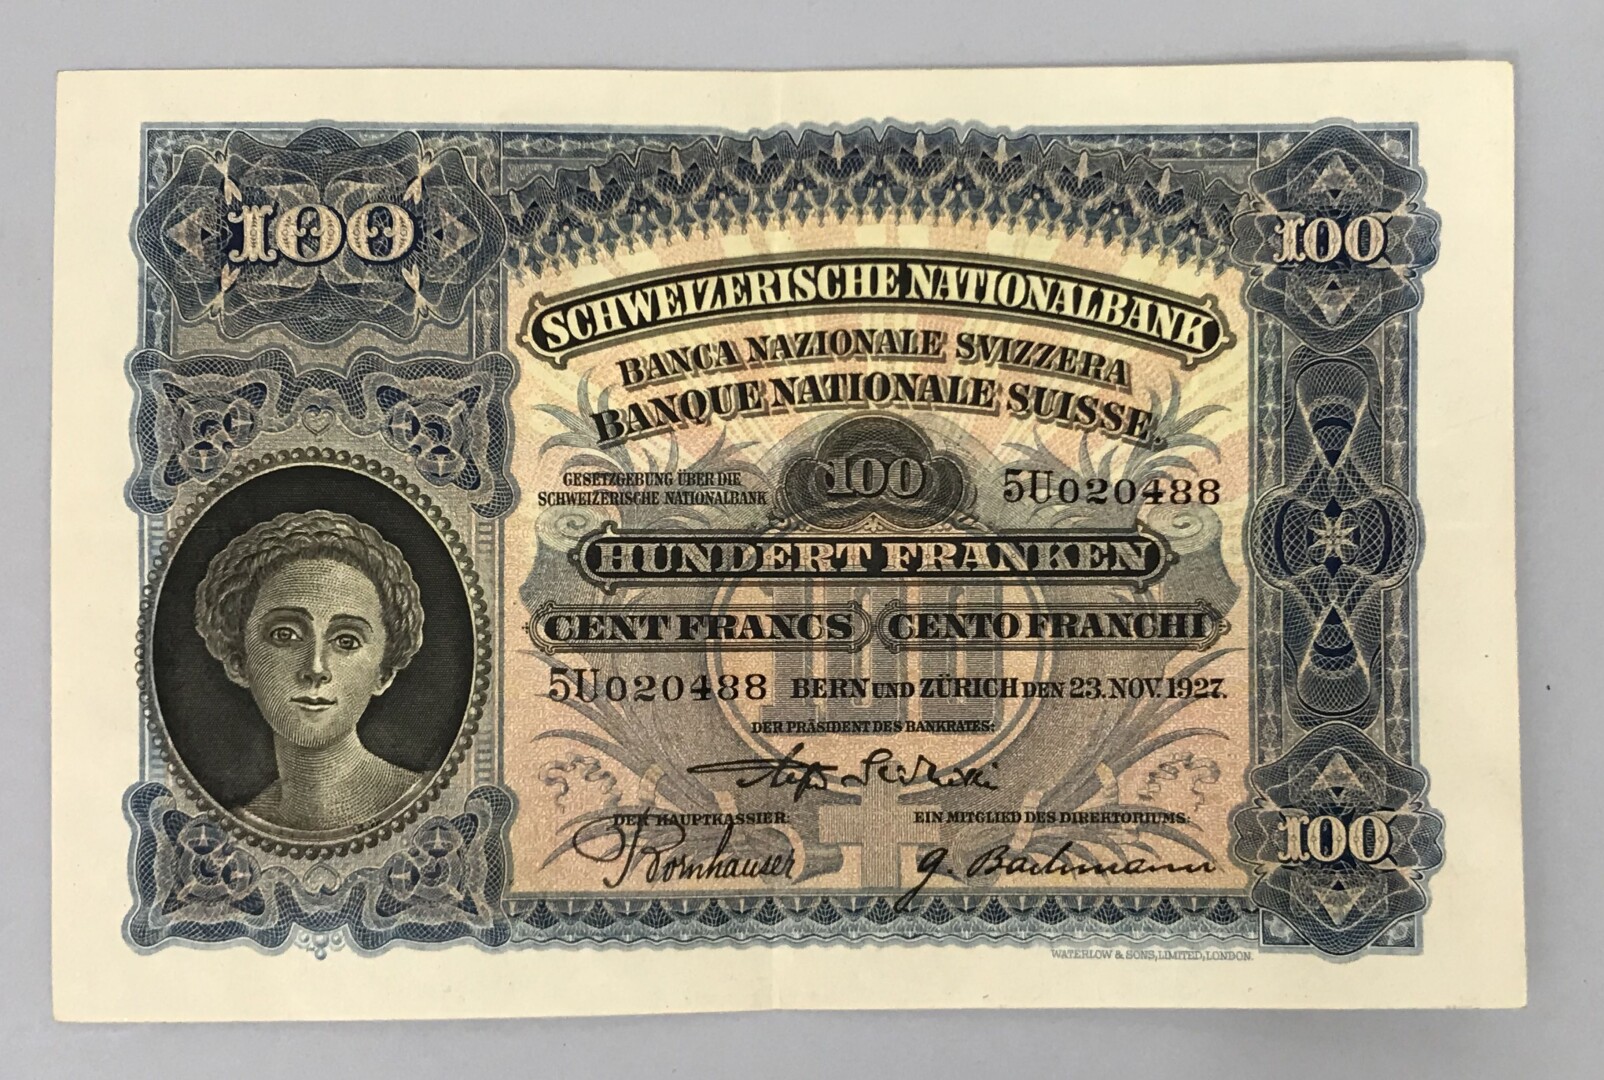 100
100
SCHWEIZERISCHE NATIONALBANK
BANCA NAZIONALE SVIZZERA
BANQUE NATIONALE SUISSE.
GESETZGEBUNG ÜBER DIE
SCHWEIZERISCHE NATIONALBANK
100
5U020488
HUNDERT FRANKEN
100
CENT FRANCS CENTO FRANCHI
5U020488 BERN UND ZÜRICH DEN 23. NOV. 1927.
DER PRÄSIDENT DES BANKRATES:
DER HAUPTKASSIER: EIN MITGLIED DES DIREKTORIUMS:
Bornhauser G. Bachmann
100
WATERLOW & SONS, LIMITED, LONDON.